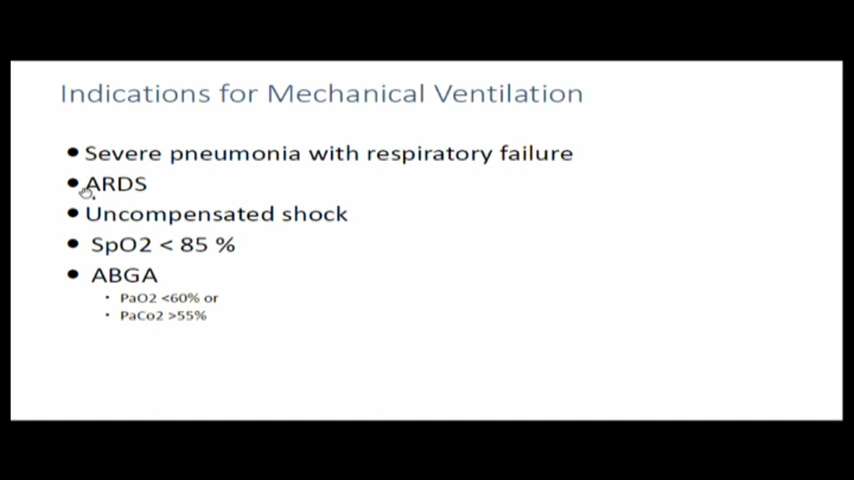 Indications for Mechanical Ventilation
• Severe pneumonia with respiratory failure
• ARDS
• Uncompensated shock
• SpO2 < 85 %
• ABGA
• PaO2 <60% or
• PaCo2 >55%